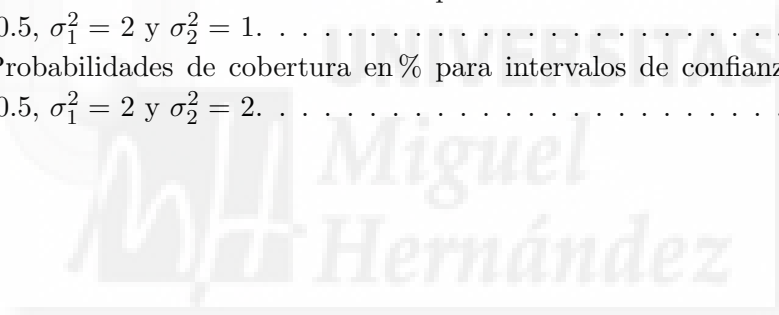 0.5, σ₁² = 2 y σ₂² = 1. . . . . . . . . . . . . . . . . . . . . . .
Probabilidades de cobertura en % para intervalos de
0.5, σ₁² = 2 y σ₂² = 2. . . . . . . . . . . . . . . . . . . . . . .
UNIVERSITAS
Miguel
Hernández